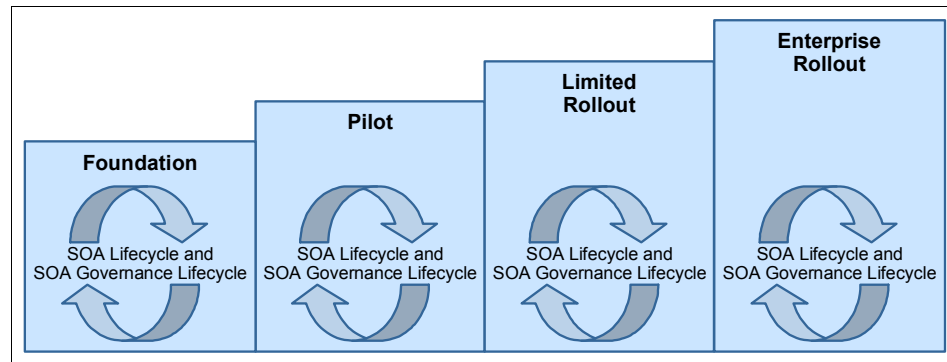 Foundation
SOA Lifecycle and
SOA Governance Lifecycle
Pilot
SOA Lifecycle and
SOA Governance Lifecycle
Limited
Rollout
SOA Lifecycle and
SOA Governance Lifecycle
Enterprise
Rollout
SOA Lifecycle and
SOA Governance Lifecycle